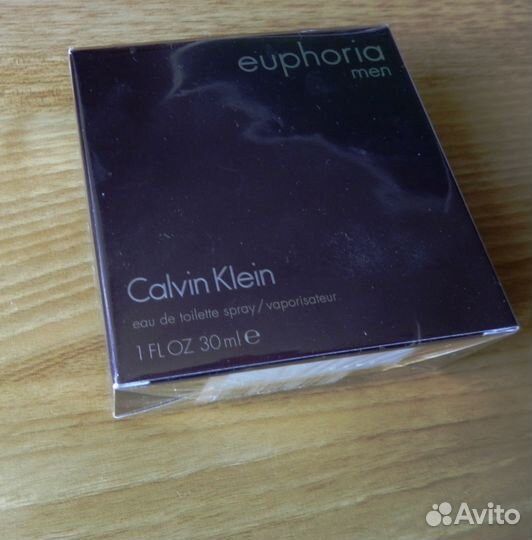 euphoria
men
Calvin Klein
eau de toilette spray/vaporisateur
1 FL OZ 30 ml e
Avito